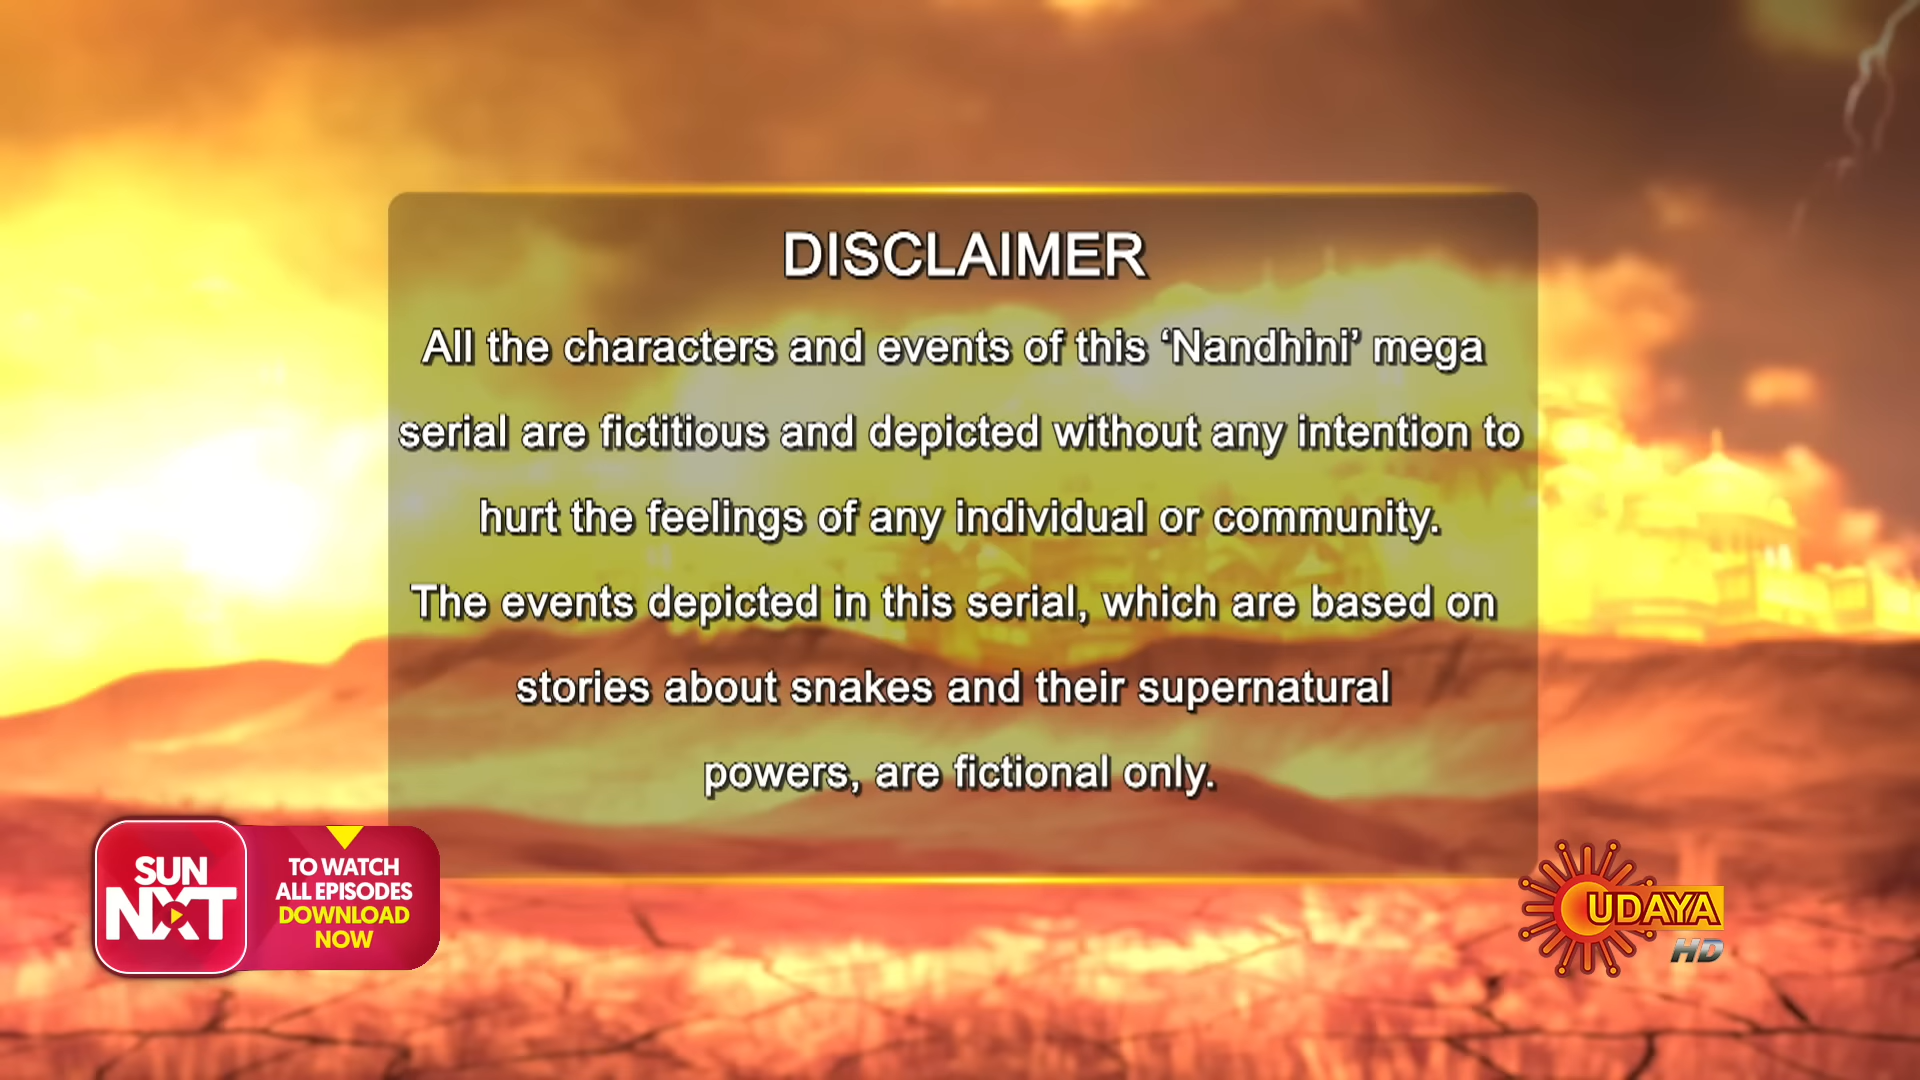 DISCLAIMER
All the characters and events of this ‘Nandhini’ mega
serial are fictitious and depicted without any intention to
hurt the feelings of any individual or community.
The events depicted in this serial, which are based on
stories about snakes and their supernatural
powers, are fictional only.
SUN
NXT
TO WATCH
ALL EPISODES
DOWNLOAD
NOW
UDAYA
HD